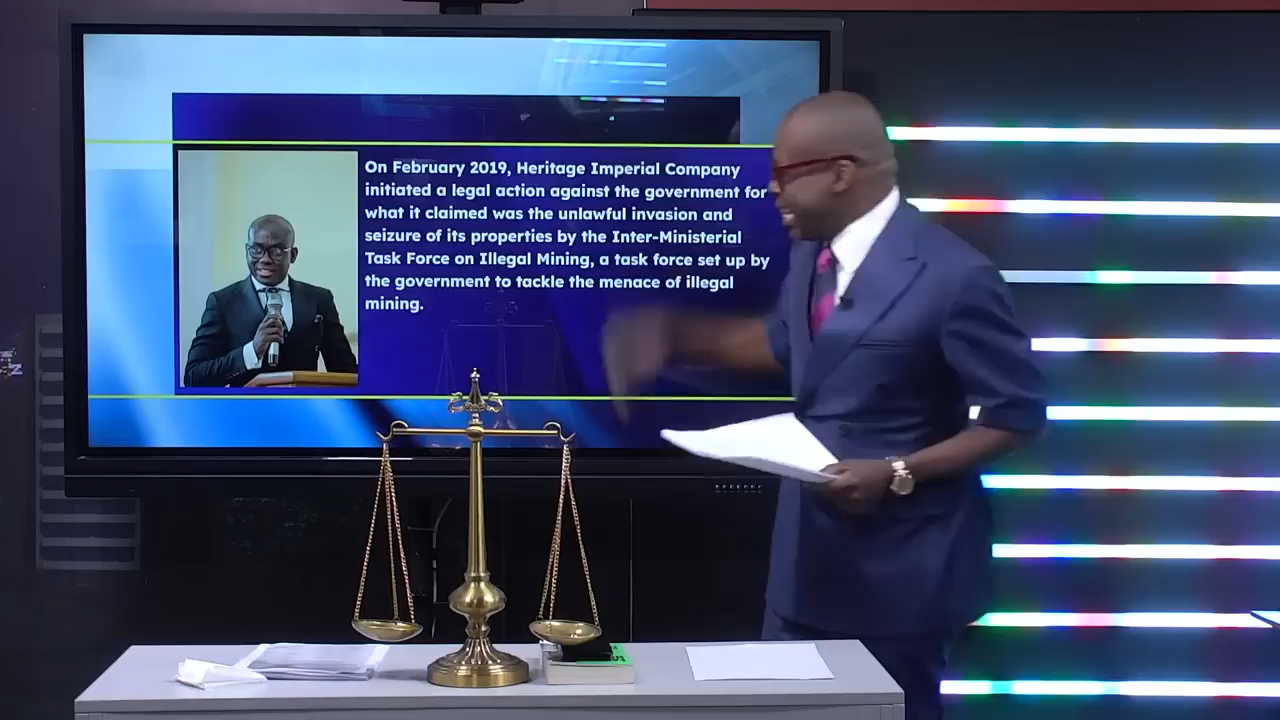 On February 2019, Heritage Imperial Company
initiated a legal action against the government for
what it claimed was the unlawful invasion and
seizure of its properties by the Inter-Ministerial
Task Force on Illegal Mining, a task force set up by
the government to tackle the menace of illegal
mining.